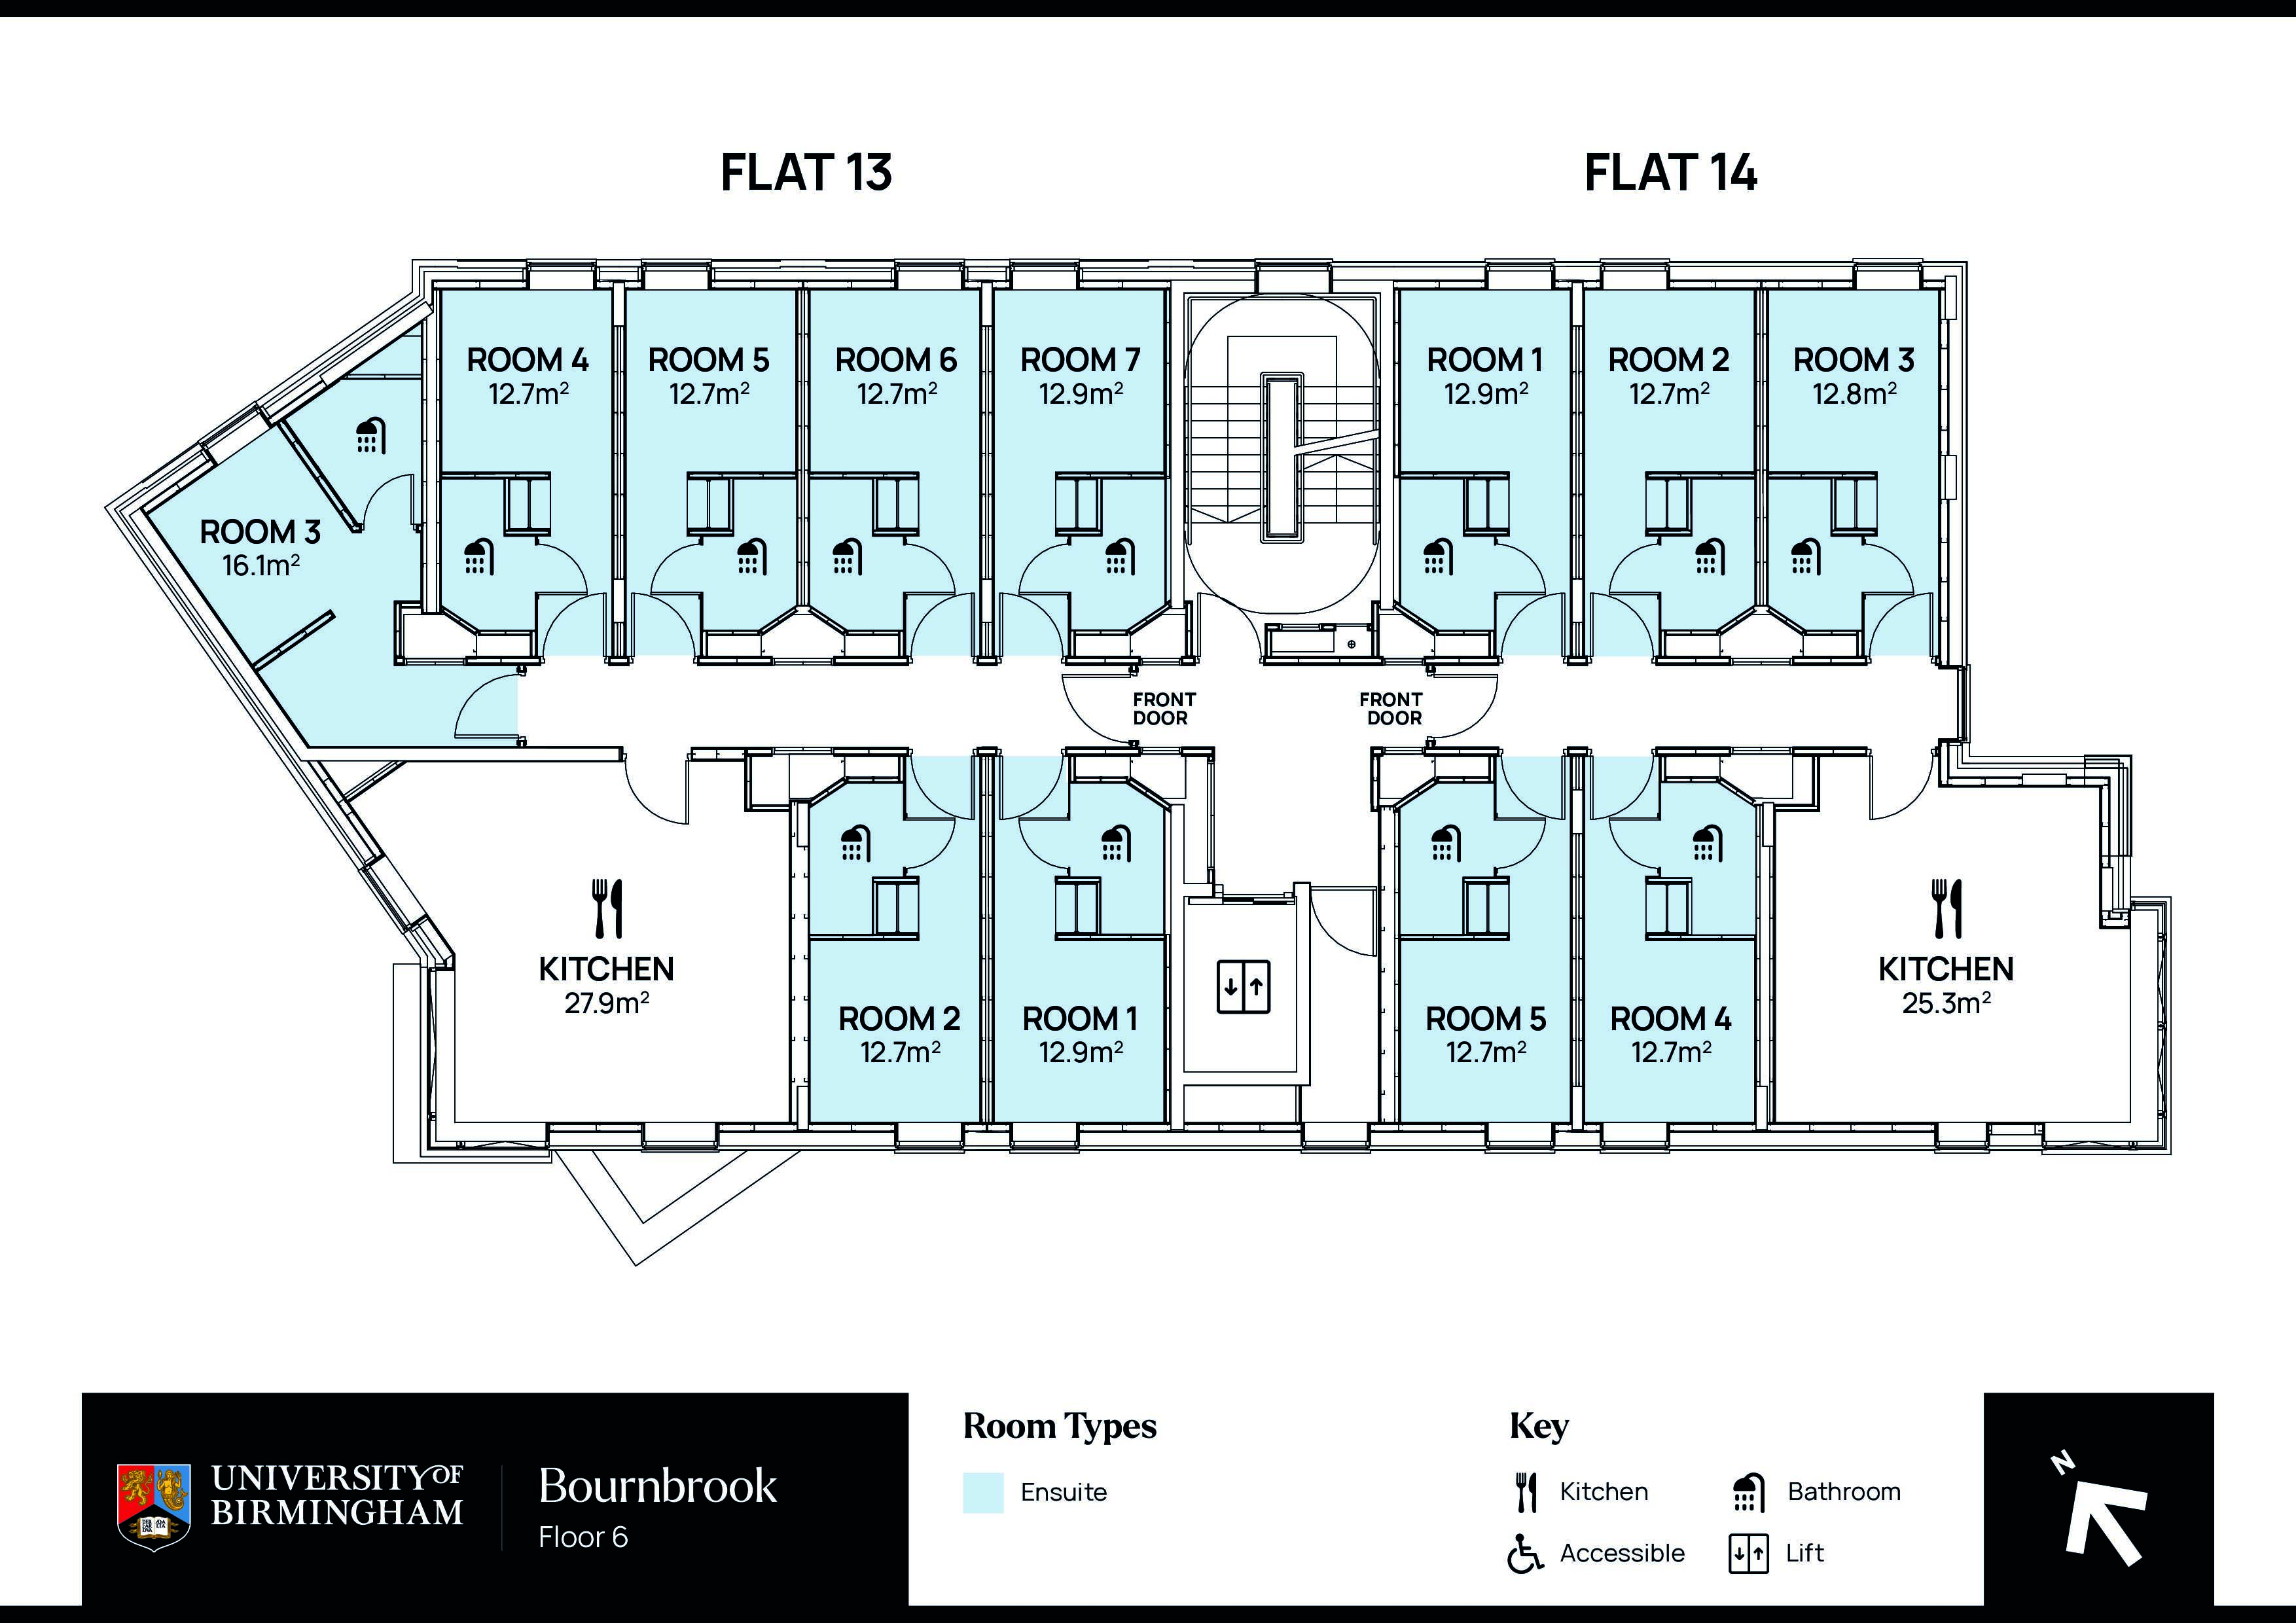 FLAT 13
FLAT 14
ROOM 4
12.7m²
ROOM 5
12.7m²
ROOM 6
12.7m²
ROOM 7
12.9m²
ROOM 1
12.9m²
ROOM 2
12.7m²
ROOM 3
12.8m²
ROOM 3
16.1m²
FRONT
DOOR
FRONT
DOOR
KITCHEN
27.9m²
ROOM 2
12.7m²
ROOM 1
12.9m²
ROOM 5
12.7m²
ROOM 4
12.7m²
KITCHEN
25.3m²
UNIVERSITY OF
BIRMINGHAM
Bournbrook
Floor 6
Room Types
Ensuite
Key
Kitchen
Bathroom
Accessible
Lift
N